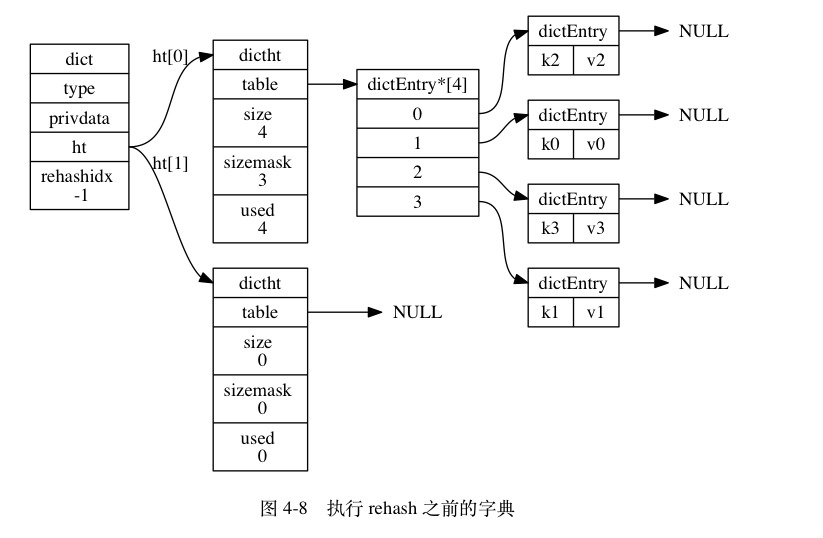 dict
type
privdata
ht
rehashidx
-1
ht[0]
ht[1]
dictht
table
size
4
sizemask
3
used
4
dictht
table
size
0
sizemask
0
used
0
NULL
dictEntry*[4]
0
1
2
3
dictEntry
k2 v2
NULL
dictEntry
k0 v0
NULL
dictEntry
k3 v3
NULL
dictEntry
k1 v1
NULL
图 4-8 执行 rehash 之前的字典